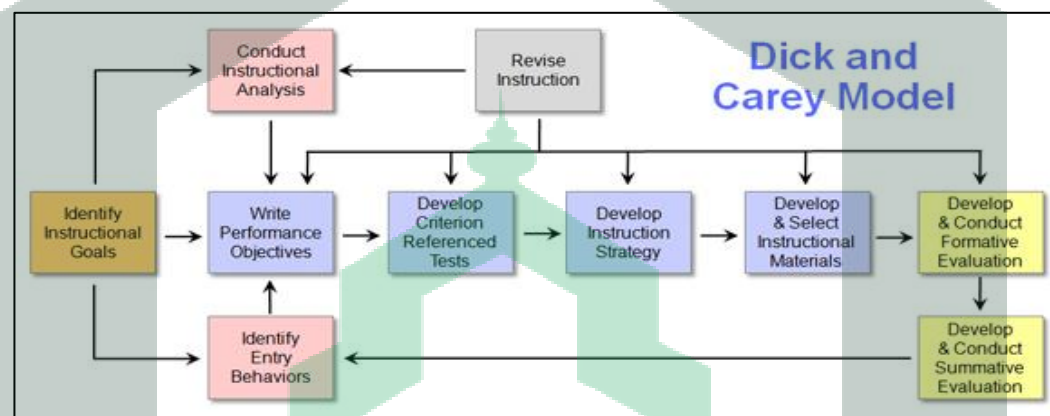 Dick and
Carey Model
Conduct
Instructional
Analysis
Revise
Instruction
Identify
Instructional
Goals
Write
Performance
Objectives
Develop
Criterion
Referenced
Tests
Develop
Instruction
Strategy
Develop
& Select
Instructional
Materials
Develop
& Conduct
Formative
Evaluation
Identify
Entry
Behaviors
Develop
& Conduct
Summative
Evaluation